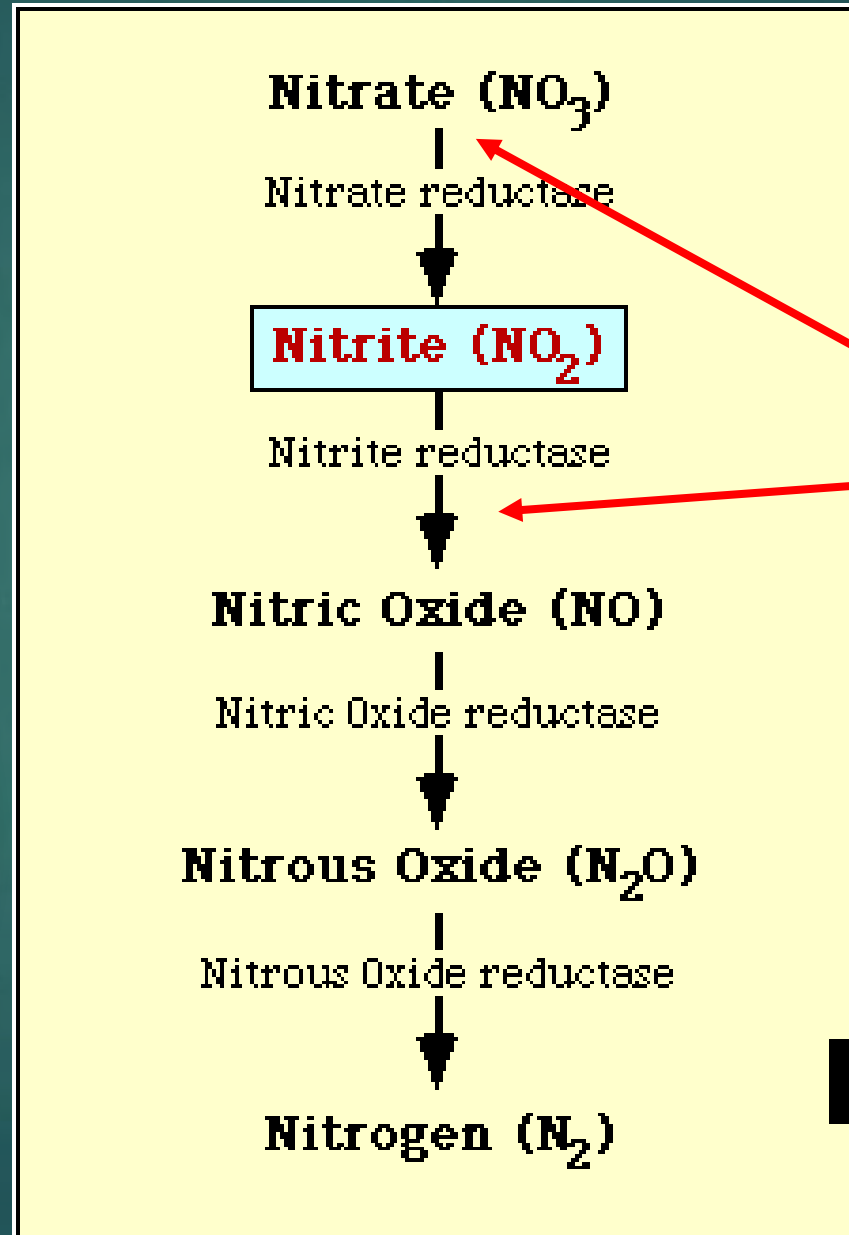 Nitrate (NO₃)
Nitrate reductase
Nitrite (NO₂)
Nitrite reductase
Nitric Oxide (NO)
Nitric Oxide reductase
Nitrous Oxide (N₂O)
Nitrous Oxide reductase
Nitrogen (N₂)